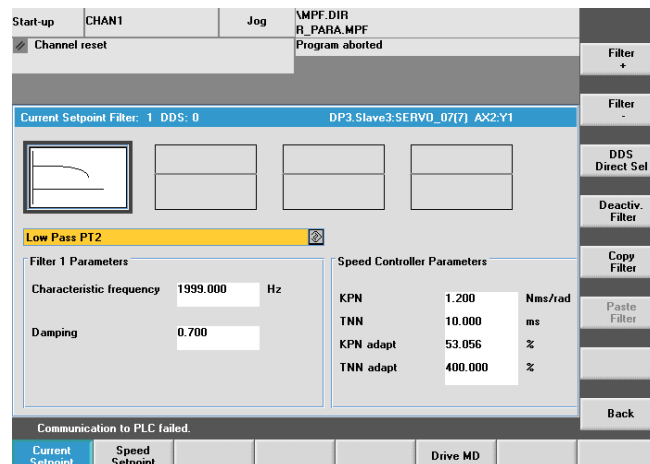 Start-up CHAN1 Jog \MPF.DIR
R_PARA.MPF
Channel reset Program aborted
Filter
+
Current Setpoint Filter: 1 DDS: 0 DP3.Slave3:SERVO_07(7) AX2:Y1
Filter
-
DDS
Direct Sel
Deactiv.
Filter
Low Pass PT2
Filter 1 Parameters
Characteristic frequency 1999.000 Hz
Damping 0.700
Speed Controller Parameters
KPN 1.200 Nms/rad
TNN 10.000 ms
KPN adapt 53.056 %
TNN adapt 400.000 %
Copy
Filter
Paste
Filter
Back
Communication to PLC failed.
Current
Setpoint
Speed
Setpoint
Drive MD